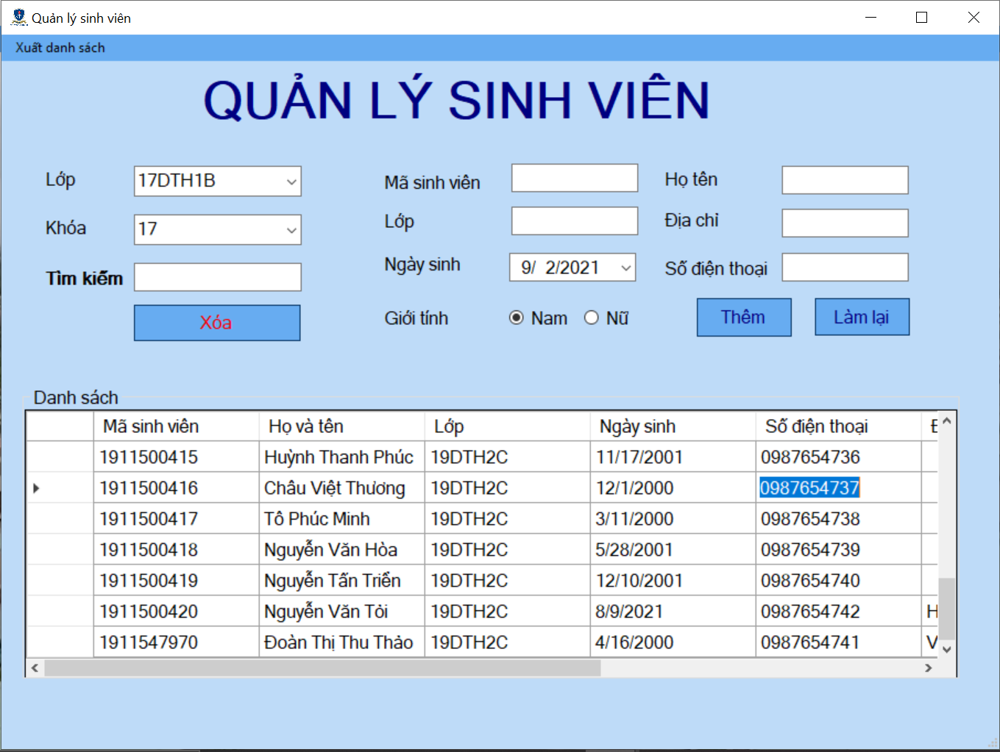 Quản lý sinh viên
Xuất danh sách
QUẢN LÝ SINH VIÊN
Lớp 17DTH1B Mã sinh viên Họ tên
Khóa 17 Lớp Địa chỉ
Tìm kiếm Ngày sinh 9/ 2/2021 Số điện thoại
Xóa Giới tính Nam Nữ Thêm Làm lại
Danh sách
Mã sinh viên Họ và tên Lớp Ngày sinh Số điện thoại
1911500415 Huỳnh Thanh Phúc 19DTH2C 11/17/2001 0987654736
1911500416 Châu Việt Thương 19DTH2C 12/1/2000 0987654737
1911500417 Tô Phúc Minh 19DTH2C 3/11/2000 0987654738
1911500418 Nguyễn Văn Hòa 19DTH2C 5/28/2001 0987654739
1911500419 Nguyễn Tấn Triển 19DTH2C 12/10/2001 0987654740
1911500420 Nguyễn Văn Tỏi 19DTH2C 8/9/2021 0987654742 H
1911547970 Đoàn Thị Thu Thảo 19DTH2C 4/16/2000 0987654741 V